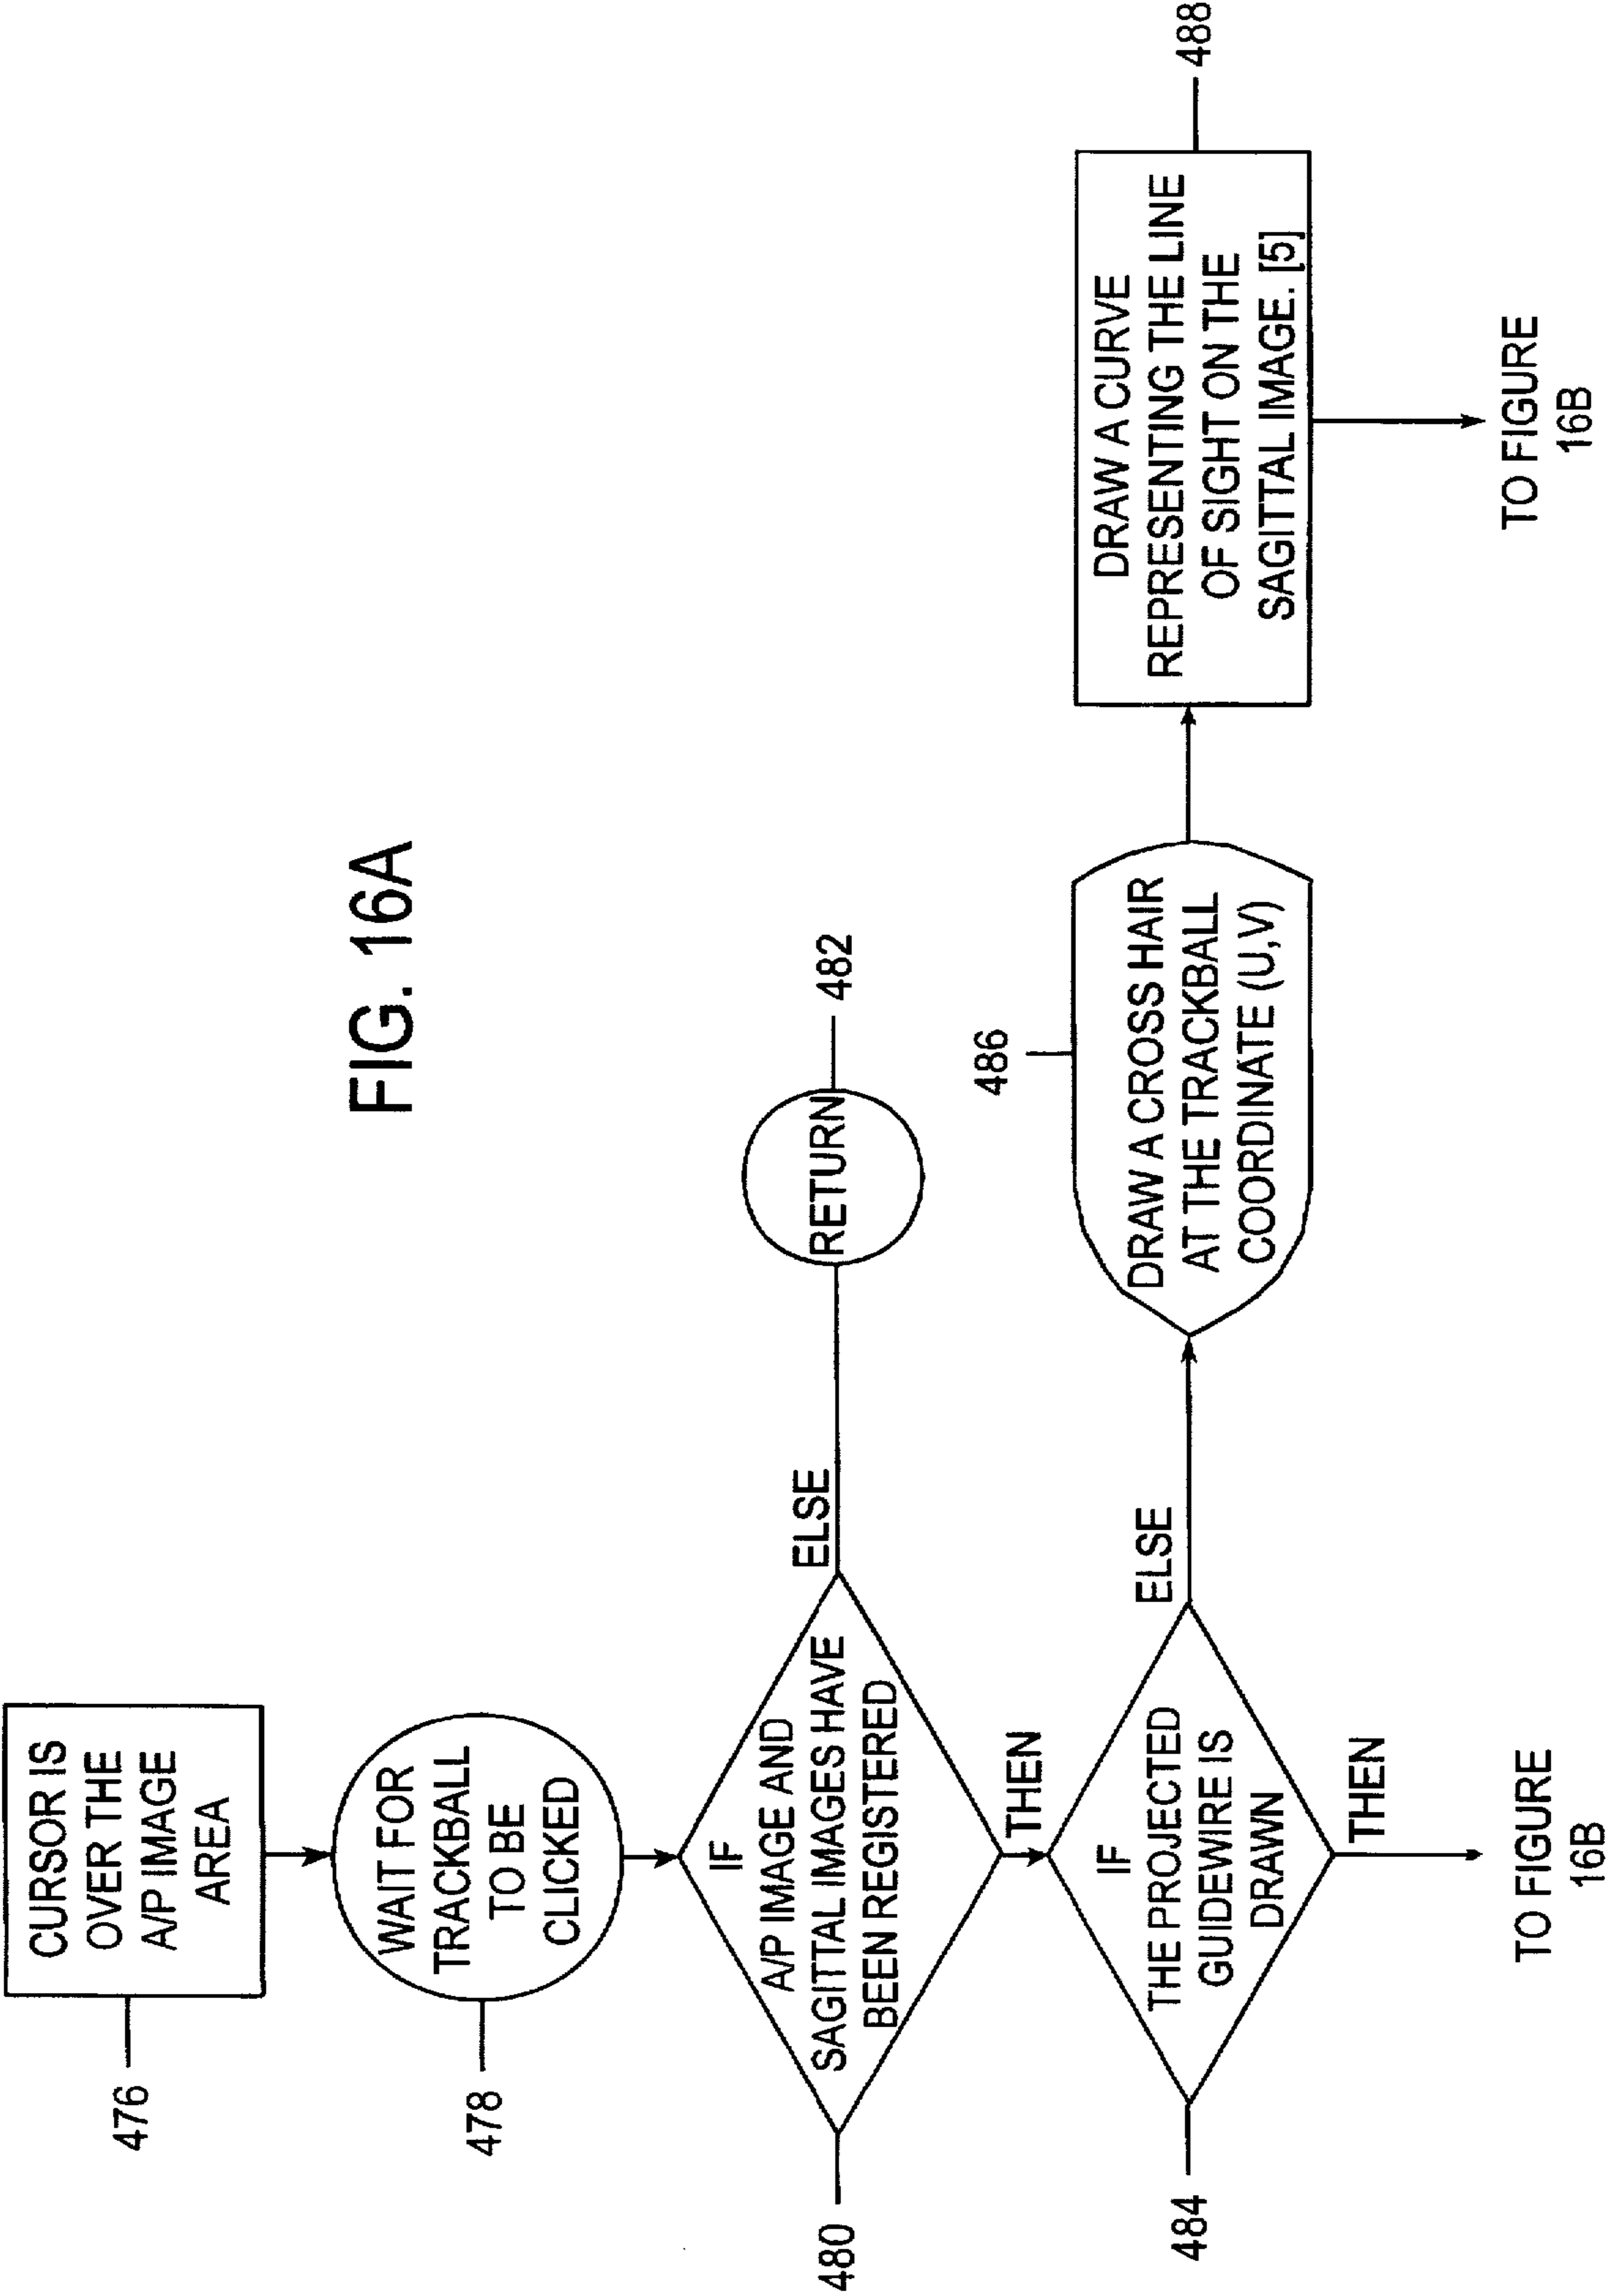 FIG. 16A
476
CURSOR IS
OVER THE
A/P IMAGE
AREA
478
WAIT FOR
TRACKBALL
TO BE
CLICKED
480
IF
A/P IMAGE AND
SAGITTAL IMAGES HAVE
BEEN REGISTERED
ELSE
RETURN
482
THEN
484
IF
THE PROJECTED
GUIDEWIRE IS
DRAWN
ELSE
486
DRAW A CROSS HAIR
AT THE TRACKBALL
COORDINATE (U,V)
DRAW A CURVE
REPRESENTING THE LINE
OF SIGHT ON THE
SAGITTAL IMAGE. [5]
488
THEN
TO FIGURE
16B
TO FIGURE
16B